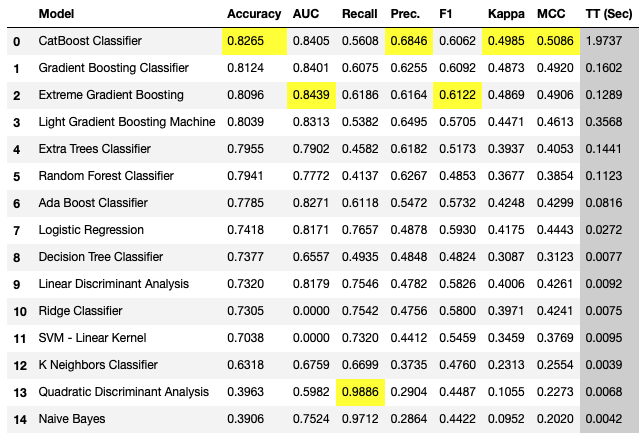 Model Accuracy AUC Recall Prec. F1 Kappa MCC TT (Sec)
0 CatBoost Classifier 0.8265 0.8405 0.5608 0.6846 0.6062 0.4985 0.5086 1.9737
1 Gradient Boosting Classifier 0.8124 0.8401 0.6075 0.6255 0.6092 0.4873 0.4920 0.1602
2 Extreme Gradient Boosting 0.8096 0.8439 0.6186 0.6164 0.6122 0.4869 0.4906 0.1289
3 Light Gradient Boosting Machine 0.8039 0.8313 0.5382 0.6495 0.5705 0.4471 0.4613 0.3568
4 Extra Trees Classifier 0.7955 0.7902 0.4582 0.6182 0.5173 0.3937 0.4053 0.1441
5 Random Forest Classifier 0.7941 0.7772 0.4137 0.6267 0.4853 0.3677 0.3854 0.1123
6 Ada Boost Classifier 0.7785 0.8271 0.6118 0.5472 0.5732 0.4248 0.4299 0.0816
7 Logistic Regression 0.7418 0.8171 0.7657 0.4878 0.5930 0.4175 0.4443 0.0272
8 Decision Tree Classifier 0.7377 0.6557 0.4935 0.4848 0.4824 0.3087 0.3123 0.0077
9 Linear Discriminant Analysis 0.7320 0.8179 0.7546 0.4782 0.5826 0.4006 0.4261 0.0092
10 Ridge Classifier 0.7305 0.0000 0.7542 0.4756 0.5800 0.3971 0.4241 0.0075
11 SVM - Linear Kernel 0.7038 0.0000 0.7320 0.4412 0.5459 0.3459 0.3769 0.0095
12 K Neighbors Classifier 0.6318 0.6759 0.6699 0.3735 0.4760 0.2313 0.2554 0.0039
13 Quadratic Discriminant Analysis 0.3963 0.5982 0.9886 0.2904 0.4487 0.1055 0.2273 0.0068
14 Naive Bayes 0.3906 0.7524 0.9712 0.2864 0.4422 0.0952 0.2020 0.0042